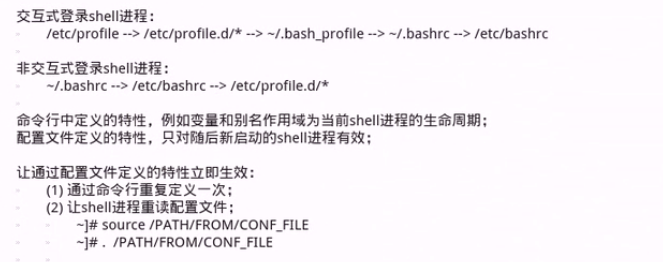 交互式登录shell进程：
/etc/profile --> /etc/profile.d/* --> ~/.bash_profile --> ~/.bashrc --> /etc/bashrc
非交互式登录shell进程：
~/.bashrc --> /etc/bashrc --> /etc/profile.d/*
命令行中定义的特性，例如变量和别名作用域为当前shell进程的生命周期；
配置文件定义的特性，只对随后新启动的shell进程有效；
让通过配置文件定义的特性立即生效：
(1) 通过命令行重复定义一次；
(2) 让shell进程重读配置文件；
~]# source /PATH/FROM/CONF_FILE
~]# . /PATH/FROM/CONF_FILE